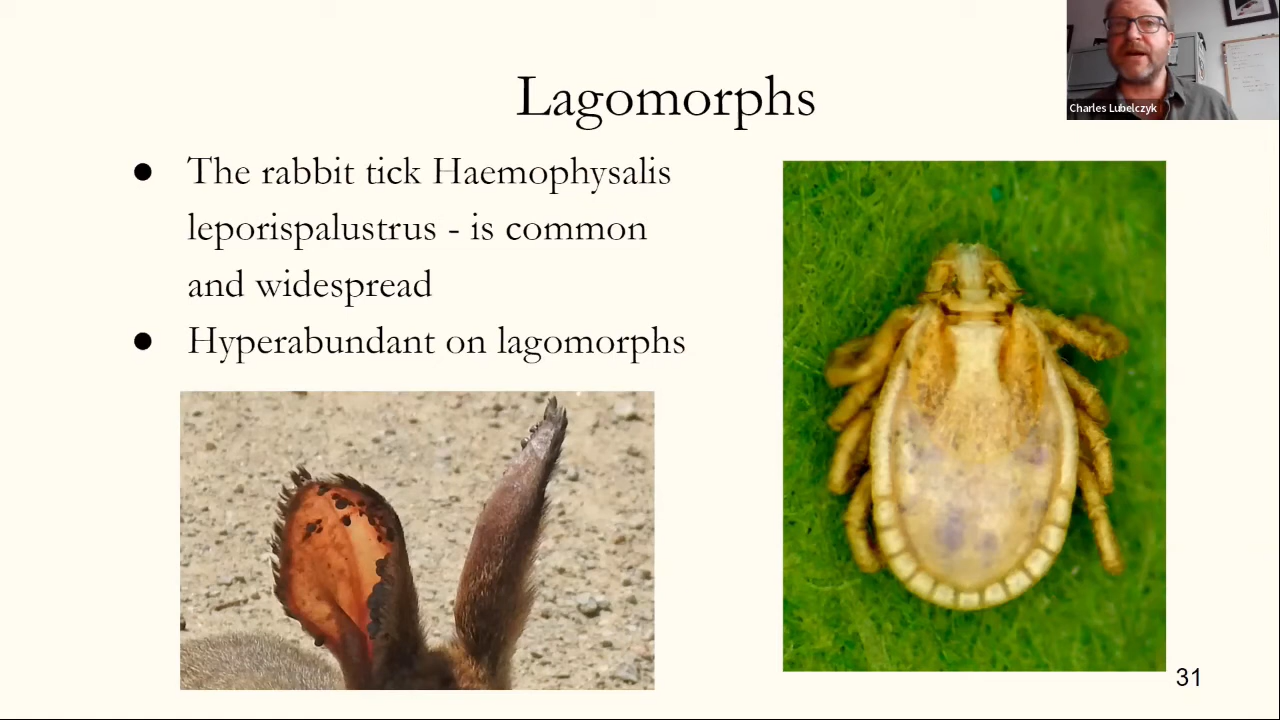 Lagomorphs
Charles Lubelczyk
● The rabbit tick Haemophysalis
leporispalustrus - is common
and widespread
● Hyperabundant on lagomorphs
31